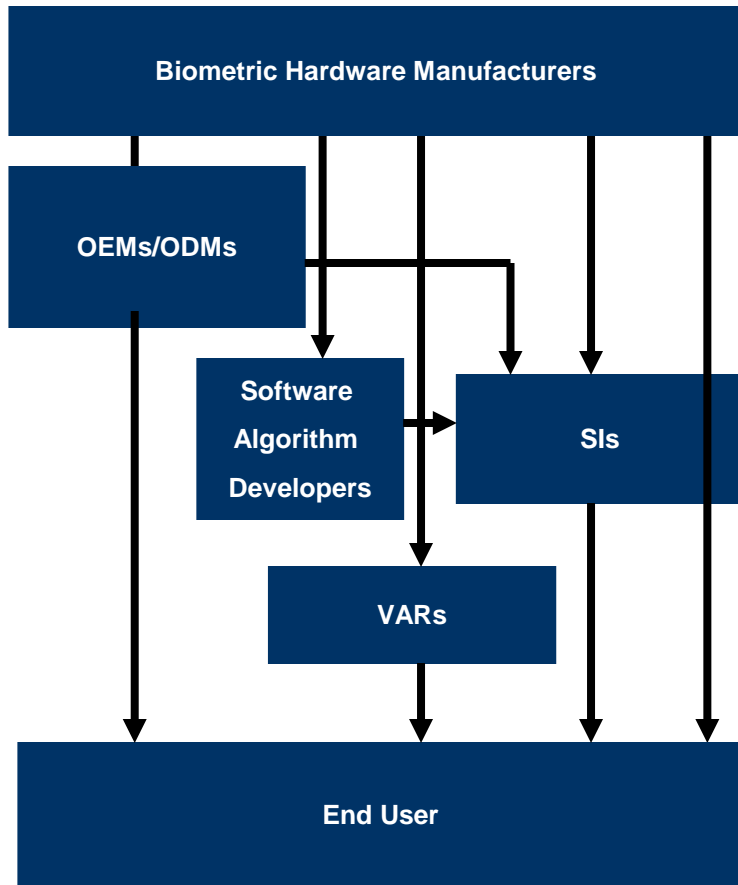 Biometric Hardware Manufacturers
OEMs/ODMs
Software
Algorithm
Developers
SIs
VARs
End User